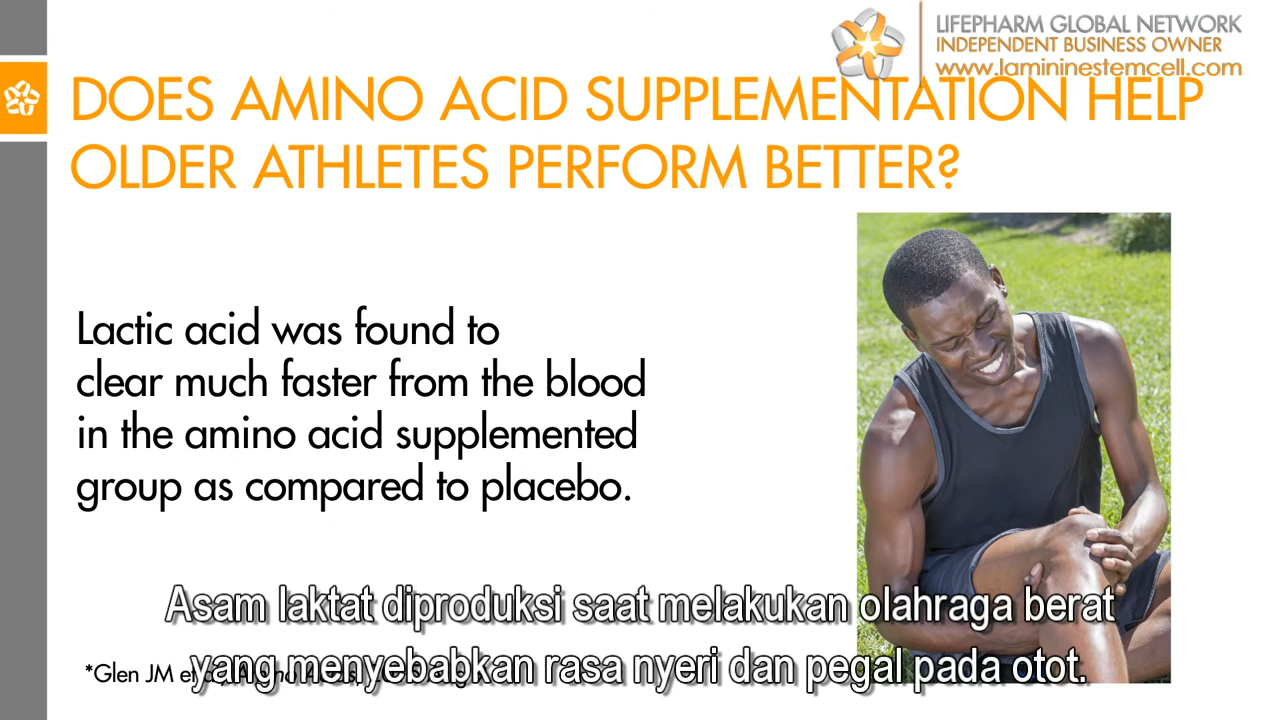 LIFEPHARM GLOBAL NETWORK
INDEPENDENT BUSINESS OWNER
www.lamininestemcell.com
DOES AMINO ACID SUPPLEMENTATION HELP
OLDER ATHLETES PERFORM BETTER?
Lactic acid was found to
clear much faster from the blood
in the amino acid supplemented
group as compared to placebo.
Asam laktat diproduksi saat melakukan olahraga berat
yang menyebabkan rasa nyeri dan pegal pada otot.
*Glen JM